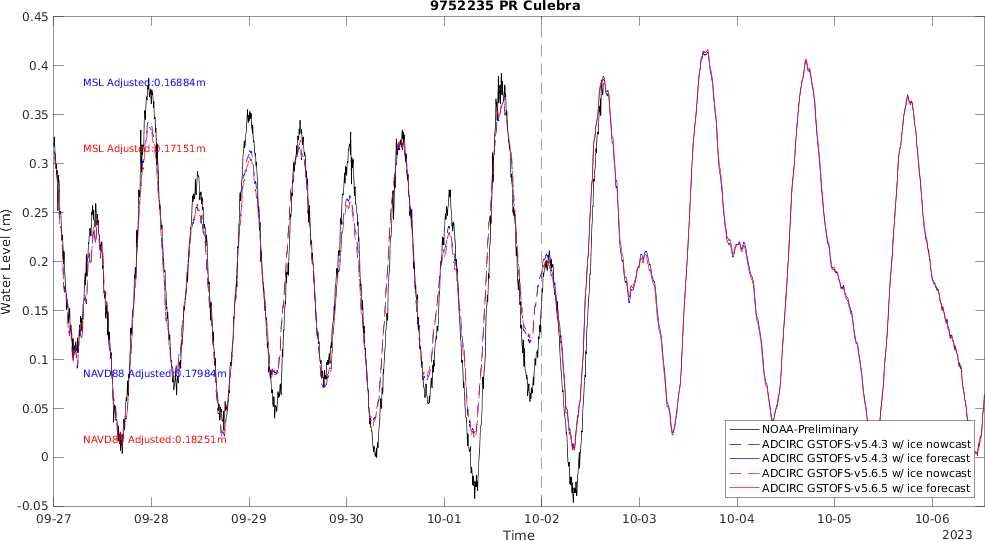 9752235 PR Culebra
0.45
0.4
0.35
0.3
0.25
0.2
0.15
0.1
0.05
0
-0.05
Water Level (m)
MSL Adjusted:0.16884m
MSL Adjusted:0.17151m
NAVD88 Adjusted:0.17984m
NAVD88 Adjusted:0.18251m
NOAA-Preliminary
ADCIRC GSTOFS-v5.4.3 w/ ice nowcast
ADCIRC GSTOFS-v5.4.3 w/ ice forecast
ADCIRC GSTOFS-v5.6.5 w/ ice nowcast
ADCIRC GSTOFS-v5.6.5 w/ ice forecast
09-27 09-28 09-29 09-30 10-01 10-02 10-03 10-04 10-05 10-06
Time
2023